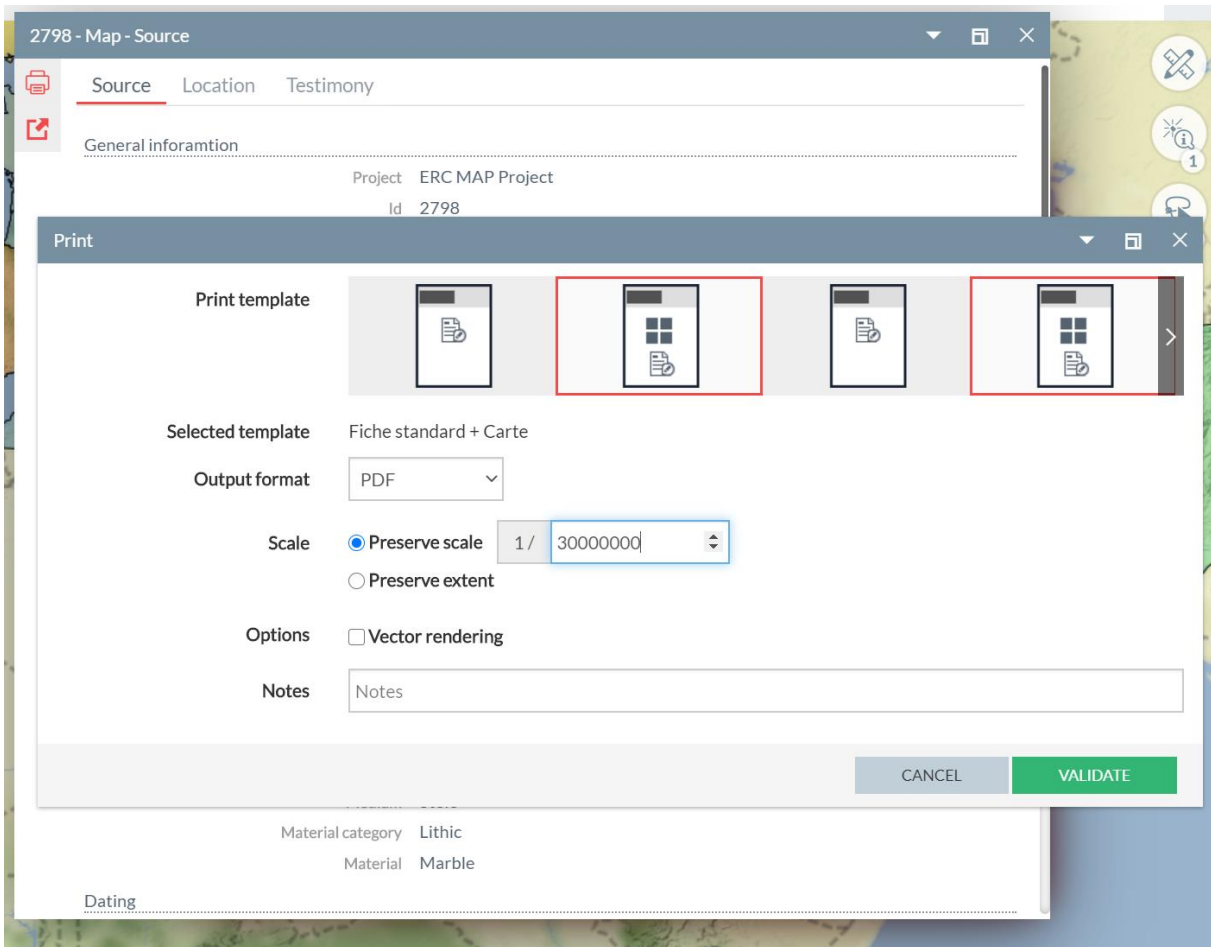 2798 - Map - Source
Source Location Testimony
General inforamtion
Project ERC MAP Project
Id 2798
1
Print
Print template
Selected template Fiche standard + Carte
Output format PDF
Scale Preserve scale 1 / 30000000
Preserve extent
Options Vector rendering
Notes Notes
CANCEL VALIDATE
Material category Lithic
Material Marble
Dating